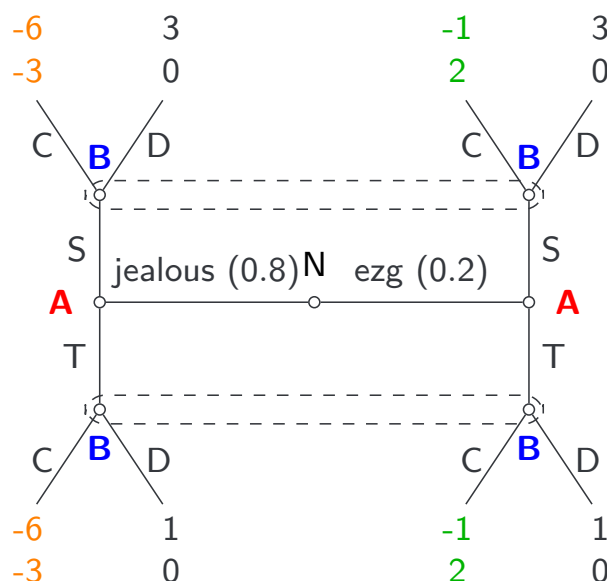 -6 3 -1 3
-3 0 2 0
C B D C B D
S S
jealous (0.8) N ezg (0.2)
A A
T T
C B D C B D
-6 1 -1 1
-3 0 2 0